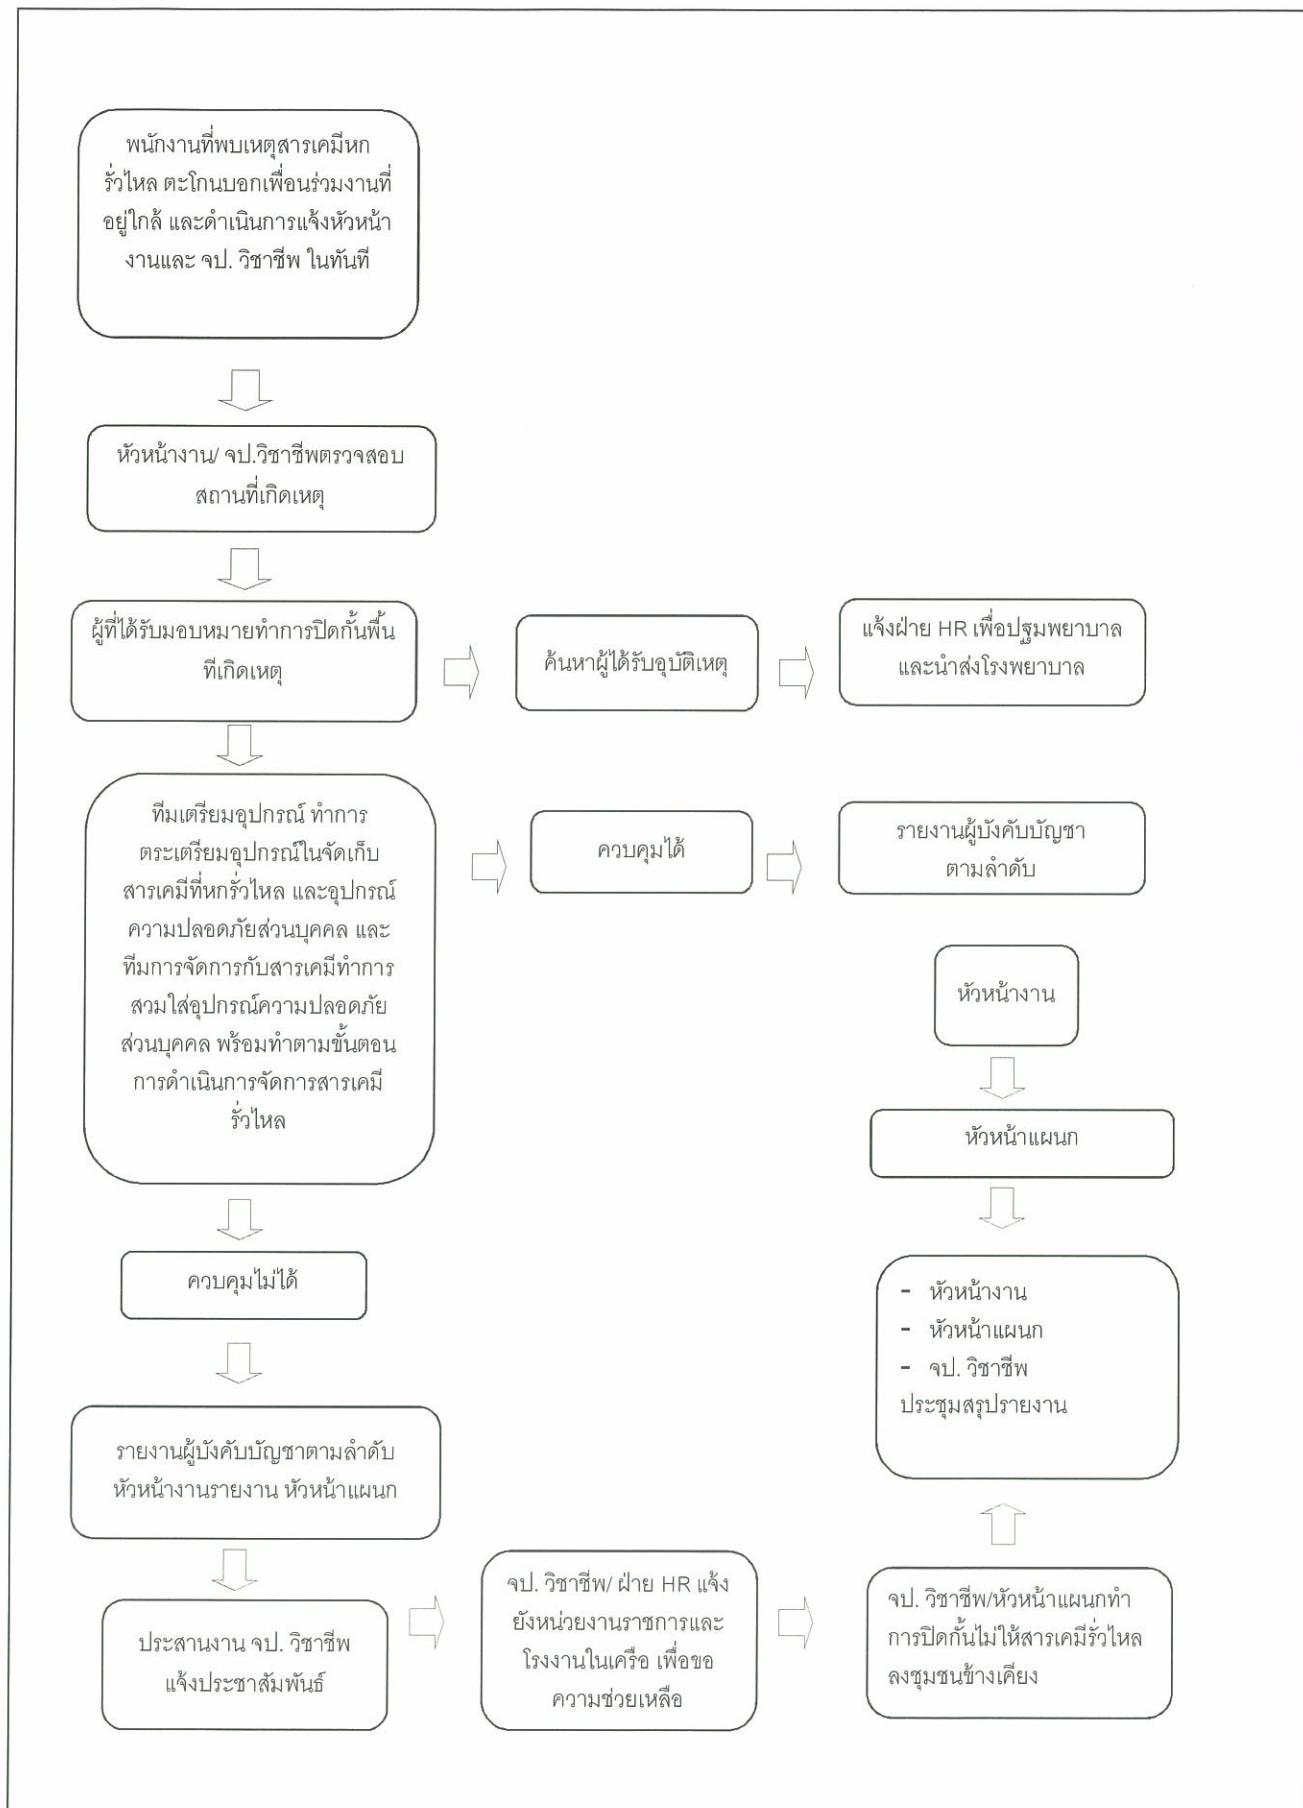 พนักงานที่พบเหตุสารเคมีหก
รั่วไหล ตะโกนบอกเพื่อนร่วมงานที่
อยู่ใกล้ และดำเนินการแจ้งหัวหน้า
งานและ จป. วิชาชีพ ในทันที
หัวหน้างาน/ จป.วิชาชีพตรวจสอบ
สถานที่เกิดเหตุ
ผู้ที่ได้รับมอบหมายทำการปิดกั้นพื้น
ที่เกิดเหตุ
ค้นหาผู้ได้รับอุบัติเหตุ
แจ้งฝ่าย HR เพื่อปฐมพยาบาล
และนำส่งโรงพยาบาล
ทีมเตรียมอุปกรณ์ ทำการ
ตระเตรียมอุปกรณ์ในจัดเก็บ
สารเคมีที่หกรั่วไหล และอุปกรณ์
ความปลอดภัยส่วนบุคคล และ
ทีมการจัดการกับสารเคมีทำการ
สวมใส่อุปกรณ์ความปลอดภัย
ส่วนบุคคล พร้อมทำตามขั้นตอน
การดำเนินการจัดการสารเคมี
รั่วไหล
ควบคุมได้
รายงานผู้บังคับบัญชา
ตามลำดับ
หัวหน้างาน
หัวหน้าแผนก
- หัวหน้างาน
- หัวหน้าแผนก
- จป. วิชาชีพ
ประชุมสรุปรายงาน
ควบคุมไม่ได้
รายงานผู้บังคับบัญชาตามลำดับ
หัวหน้างานรายงาน หัวหน้าแผนก
ประสานงาน จป. วิชาชีพ
แจ้งประชาสัมพันธ์
จป. วิชาชีพ/ ฝ่าย HR แจ้ง
ยังหน่วยงานราชการและ
โรงงานในเครือ เพื่อขอ
ความช่วยเหลือ
จป. วิชาชีพ/หัวหน้าแผนกทำ
การปิดกั้นไม่ให้สารเคมีรั่วไหล
ลงชุมชนข้างเคียง